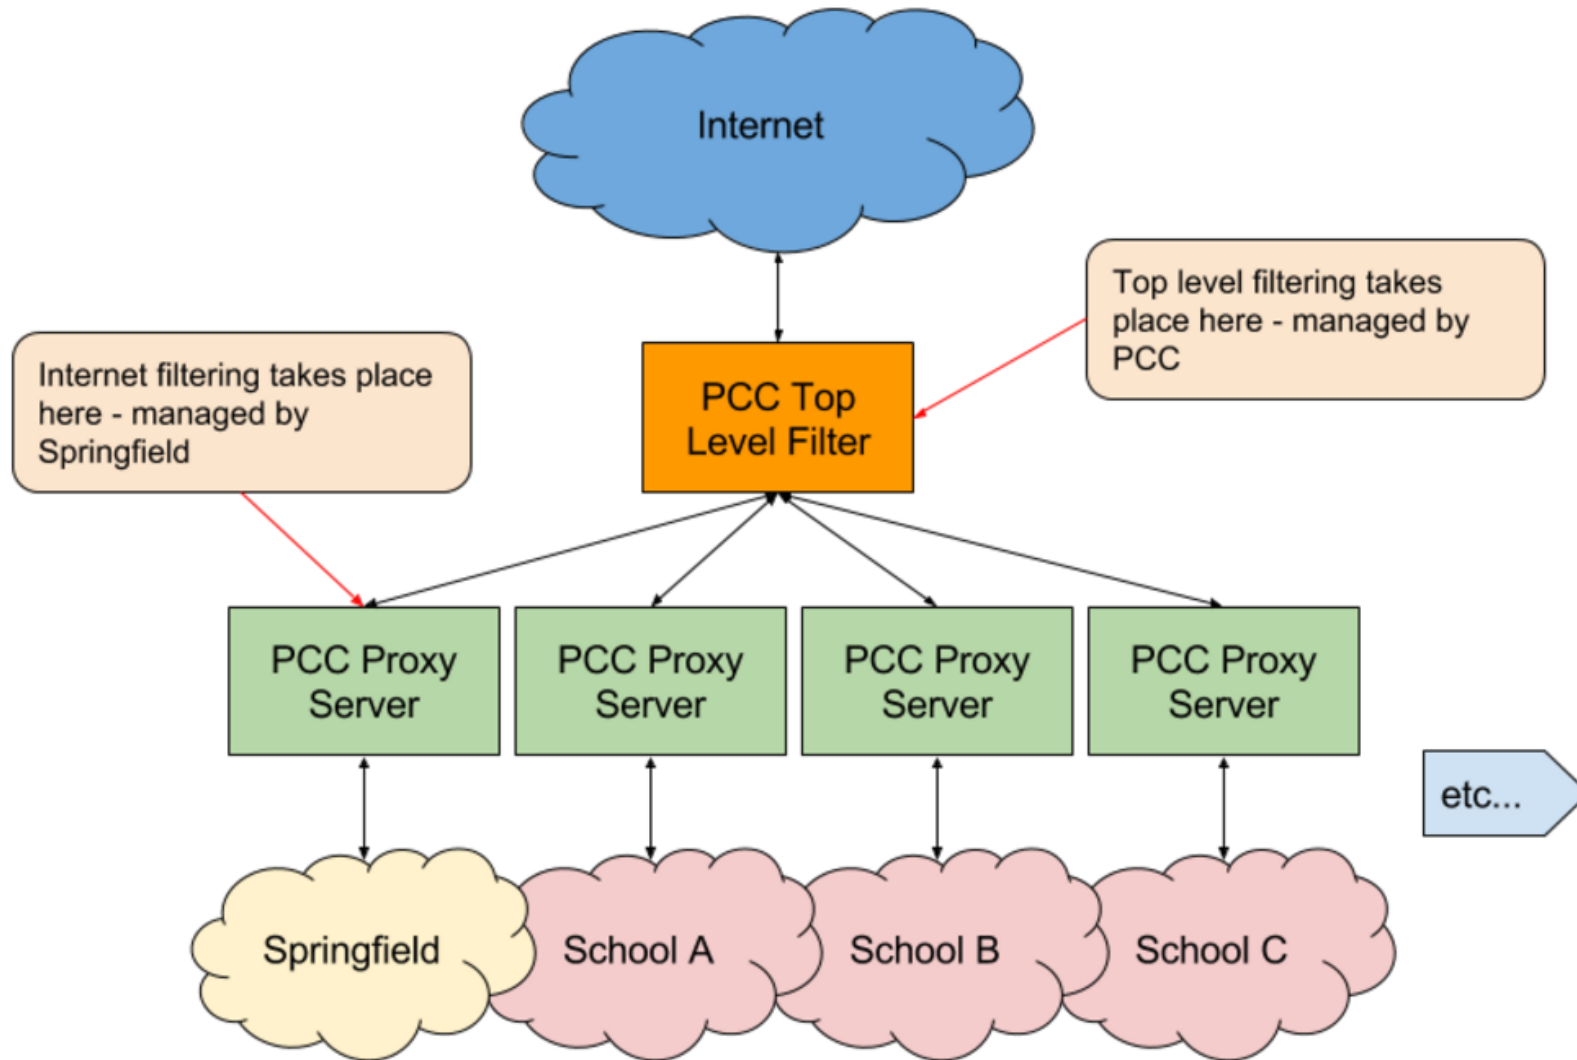 Internet
Top level filtering takes
place here - managed by
PCC
Internet filtering takes place
here - managed by
Springfield
PCC Top
Level Filter
PCC Proxy
Server
PCC Proxy
Server
PCC Proxy
Server
PCC Proxy
Server
etc...
Springfield
School A
School B
School C